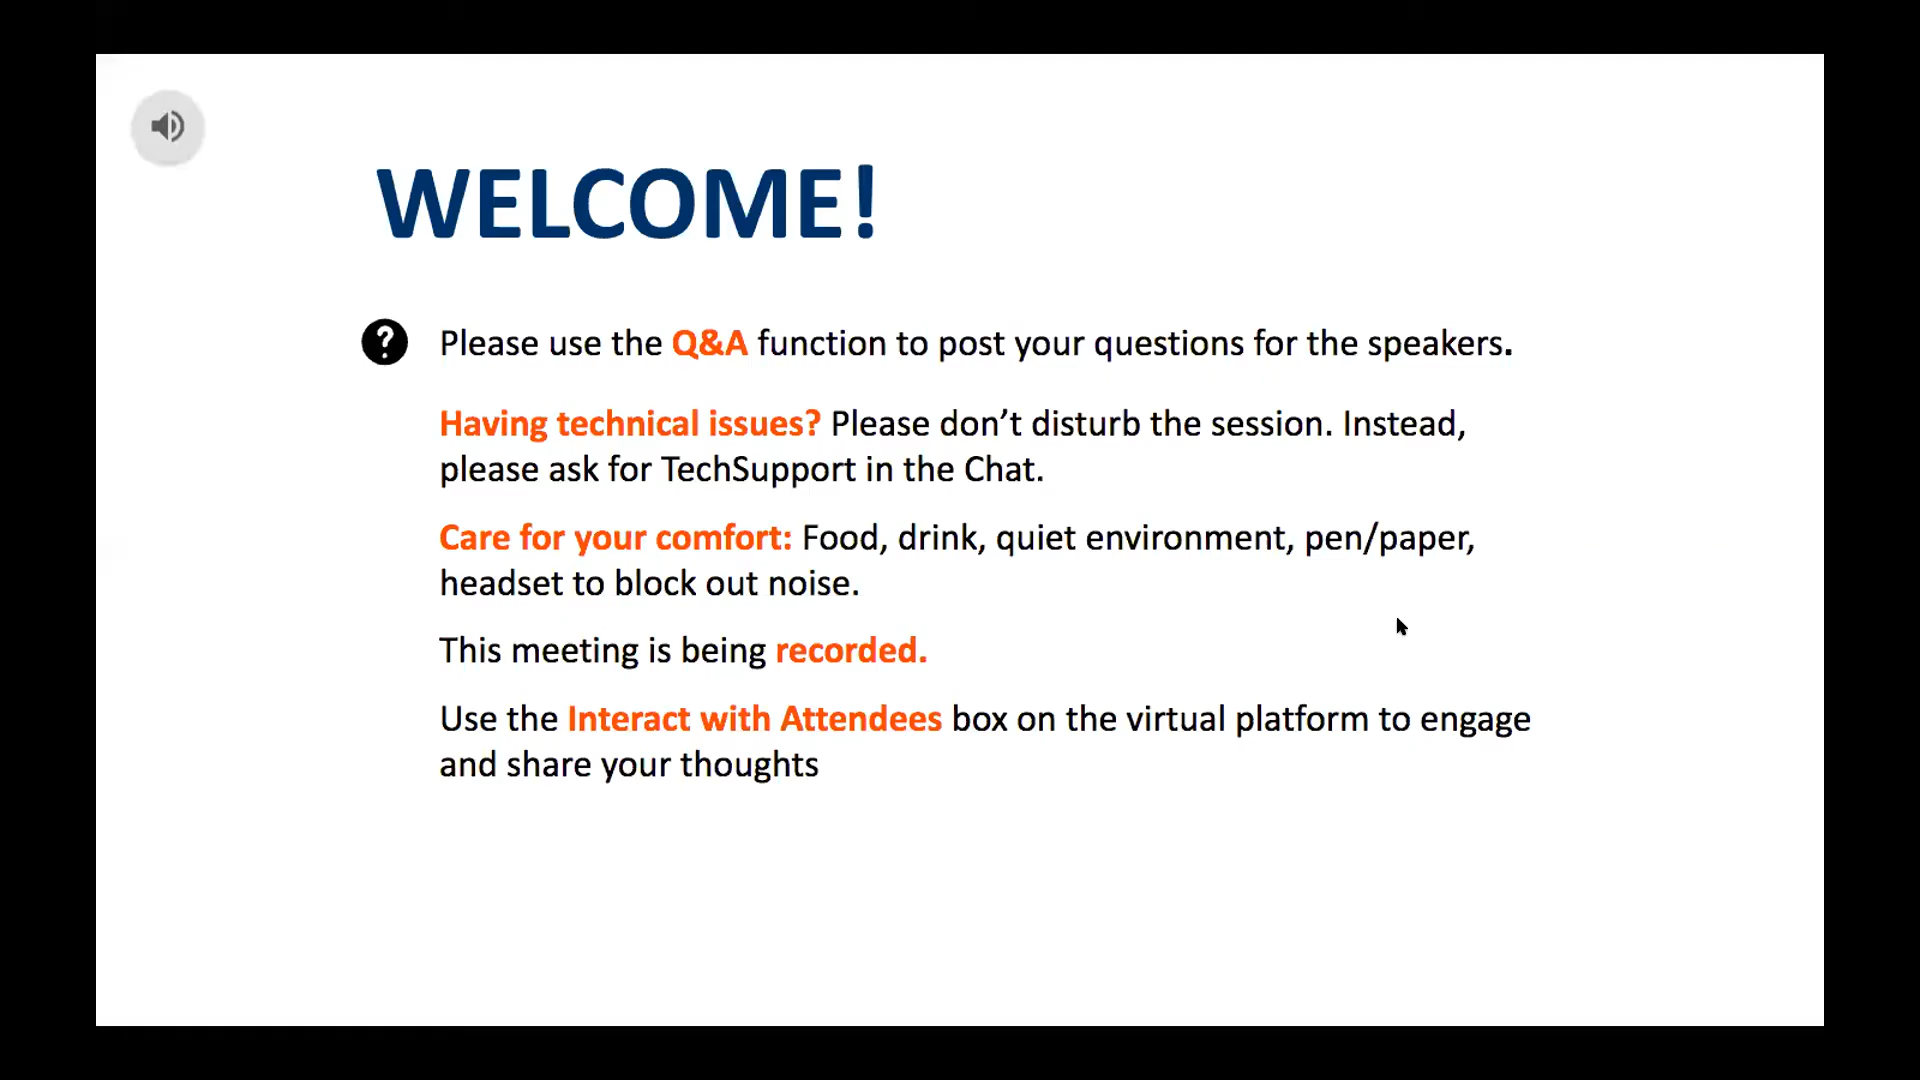 WELCOME!
? Please use the Q&A function to post your questions for the speakers.
Having technical issues? Please don’t disturb the session. Instead,
please ask for TechSupport in the Chat.
Care for your comfort: Food, drink, quiet environment, pen/paper,
headset to block out noise.
This meeting is being recorded.
Use the Interact with Attendees box on the virtual platform to engage
and share your thoughts